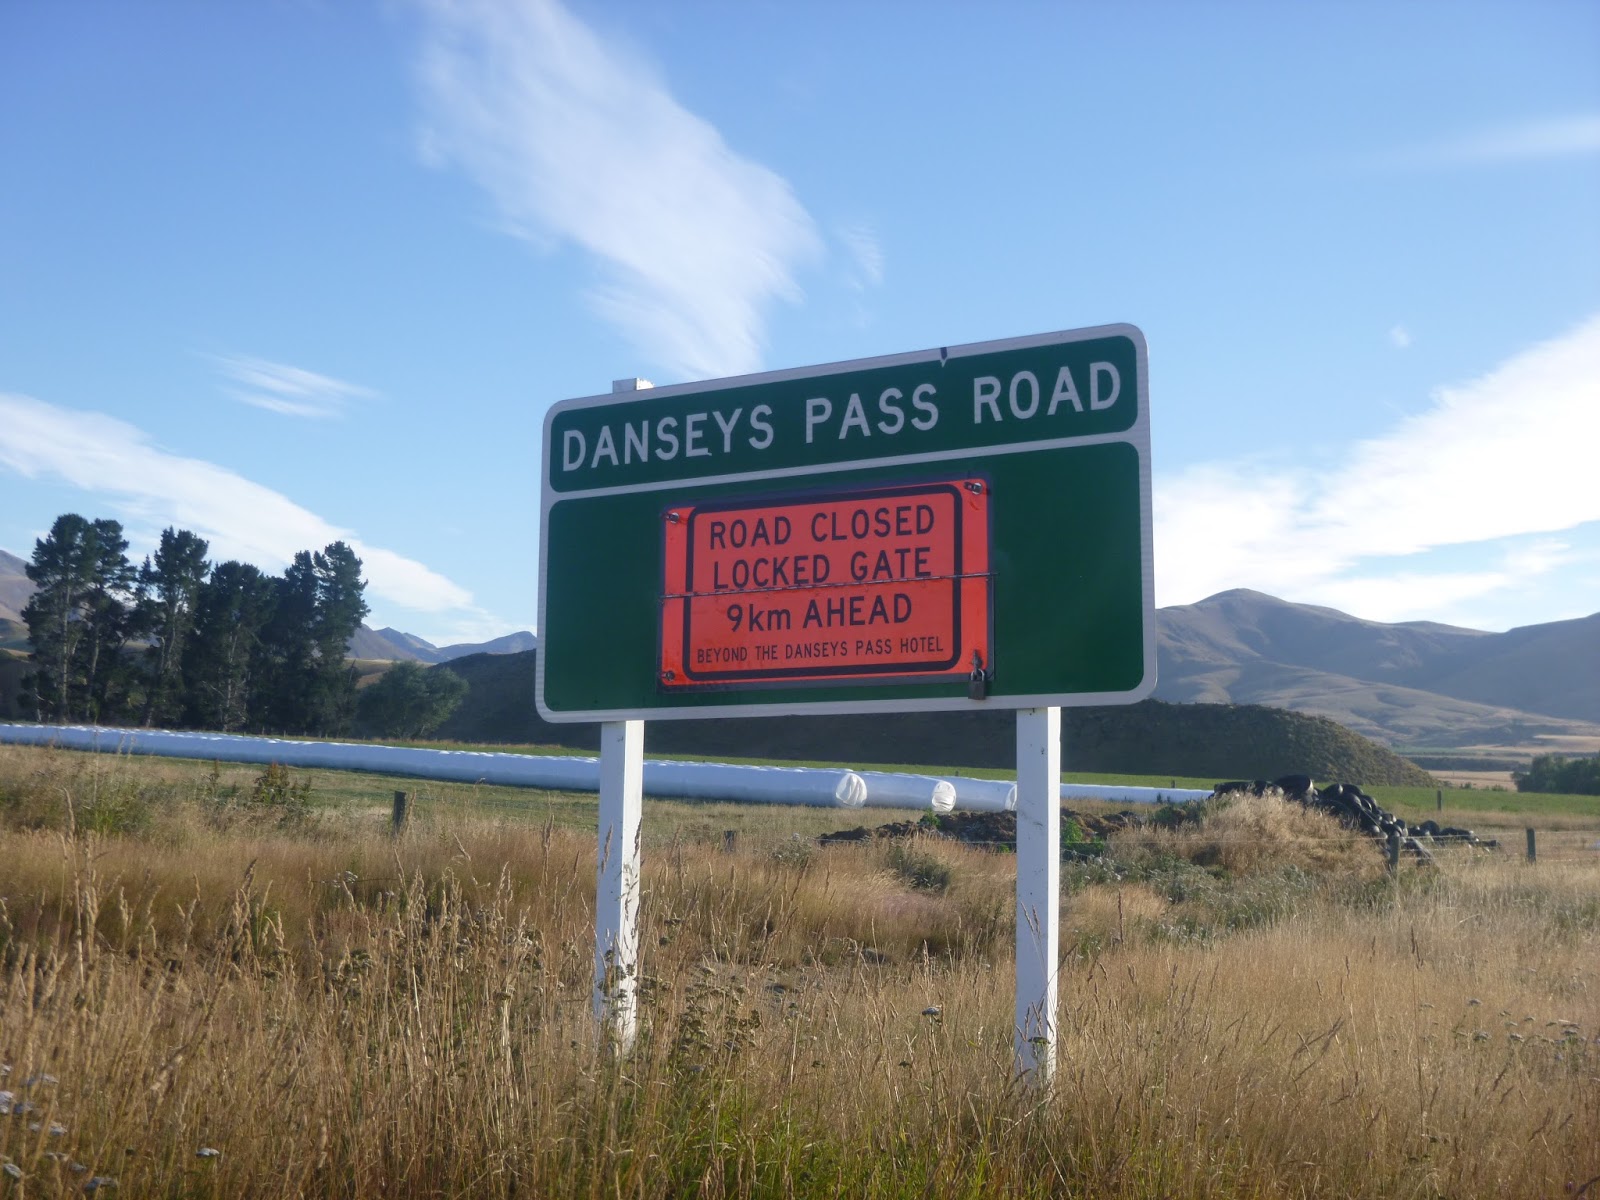 DANSEYS PASS ROAD
ROAD CLOSED
LOCKED GATE
9km AHEAD
BEYOND THE DANSEYS PASS HOTEL